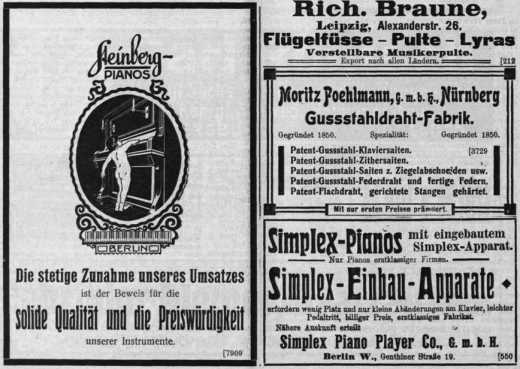 Steinberg-
PIANOS
BERLIN
Die stetige Zunahme unseres Umsatzes
ist der Beweis für die
solide Qualität und die Preiswürdigkeit
unserer Instrumente.
[7909
Rich. Braune,
Leipzig, Alexanderstr. 26,
Flügelfüsse – Pulte – Lyras
Verstellbare Musikerpulte.
Export nach allen Ländern. [212
Moritz Poehlmann, G. m. b. H., Nürnberg
Gussstahldraht-Fabrik.
Gegründet 1850. Spezialität: Gegründet 1850.
Patent-Gussstahl-Klaviersaiten. [3729
Patent-Gussstahl-Zithersaiten.
Patent-Gussstahl-Saiten z. Ziegelabschneiden usw.
Patent-Gussstahl-Federdraht und fertige Federn.
Patent-Flachdraht, gerichtete Stangen gehärtet.
Mit nur ersten Preisen prämiiert.
Simplex-Pianos mit eingebautem
Simplex-Apparat.
Nur Pianos erstklassiger Firmen.
Simplex-Einbau-Apparate
erfordern wenig Platz und nur kleine Abänderungen am Klavier, leichter
Pedaltritt, billiger Preis, erstklassiges Fabrikat.
Nähere Auskunft erteilt
Simplex Piano Player Co., G. m. b. H.
Berlin W., Genthiner Straße 19. [550